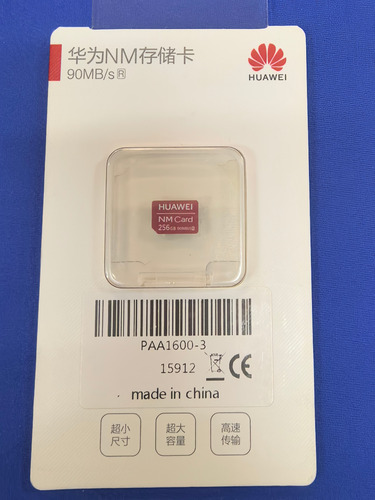 华为NM存储卡
90MB/s R
HUAWEI
HUAWEI
NM Card
256GB
PAA1600-3
15912 CE
made in china
超小
尺寸
超大
容量
高速
传输